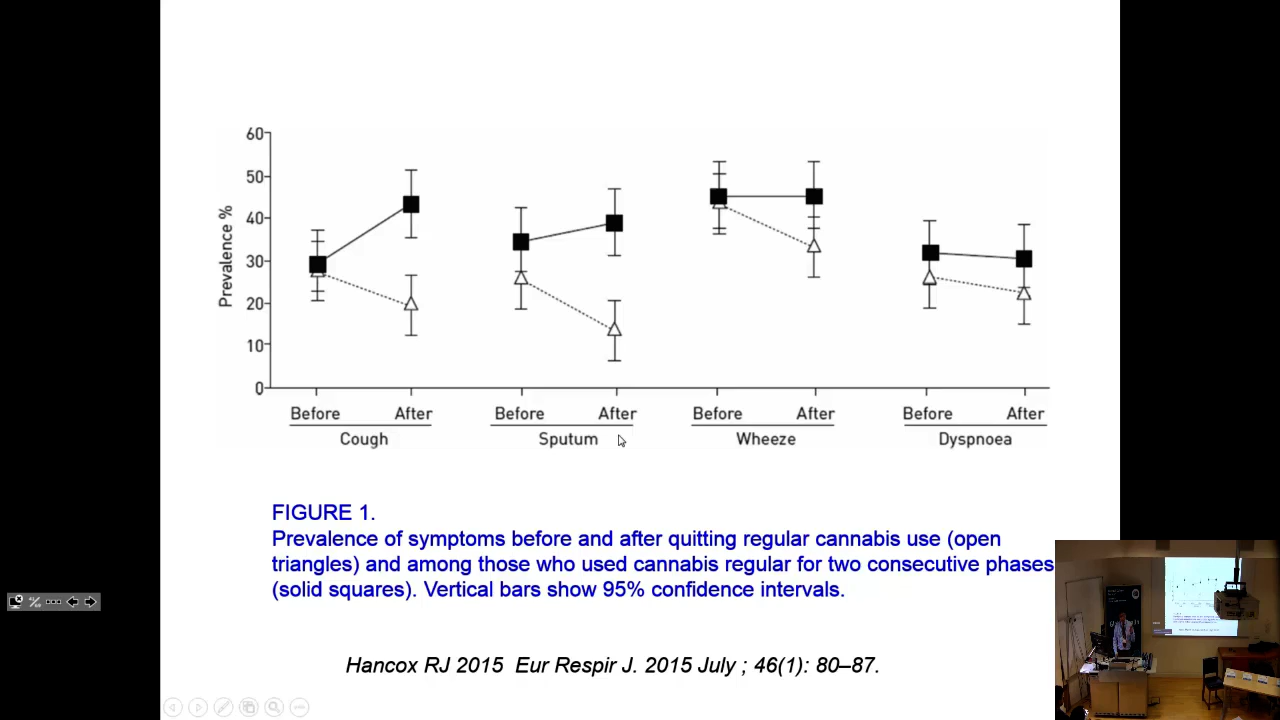 60
50
40
30
20
10
0
Prevalence %
Before After Before After Before After Before After
Cough Sputum Wheeze Dyspnoea
FIGURE 1.
Prevalence of symptoms before and after quitting regular cannabis use (open
triangles) and among those who used cannabis regular for two consecutive phases
(solid squares). Vertical bars show 95% confidence intervals.
Hancox RJ 2015 Eur Respir J. 2015 July ; 46(1): 80–87.